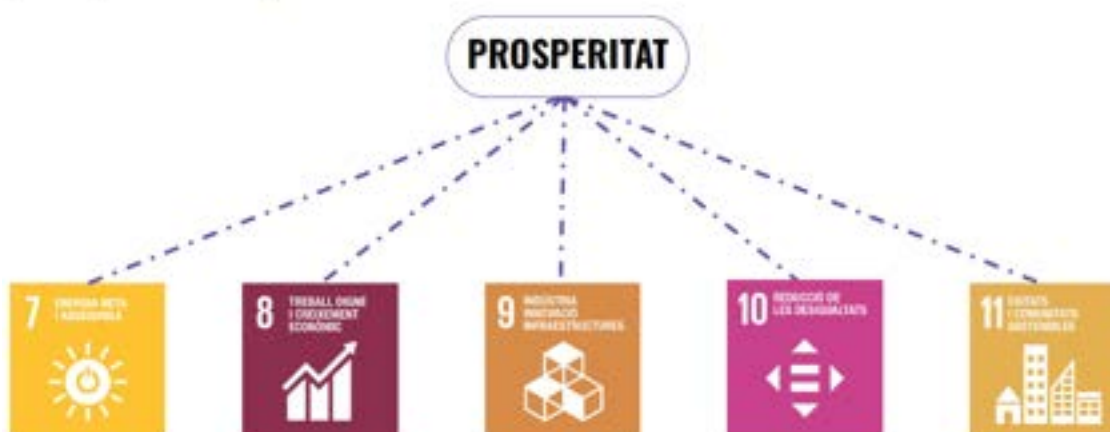 PROSPERITAT
7
ENERGIA NETA
I ASSEQUIBLE
8
TREBALL DIGNE
I CREIXEMENT
ECONÒMIC
9
INDÚSTRIA
INNOVACIÓ
INFRAESTRUCTURES
10
REDUCCIÓ DE
LES DESIGUALTATS
11
CIUTATS
I COMUNITATS
SOSTENIBLES